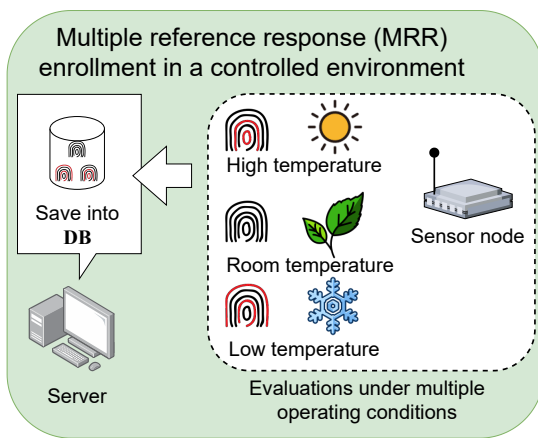 Multiple reference response (MRR)
enrollment in a controlled environment
High temperature
Save into
DB
Room temperature
Sensor node
Low temperature
Server
Evaluations under multiple
operating conditions